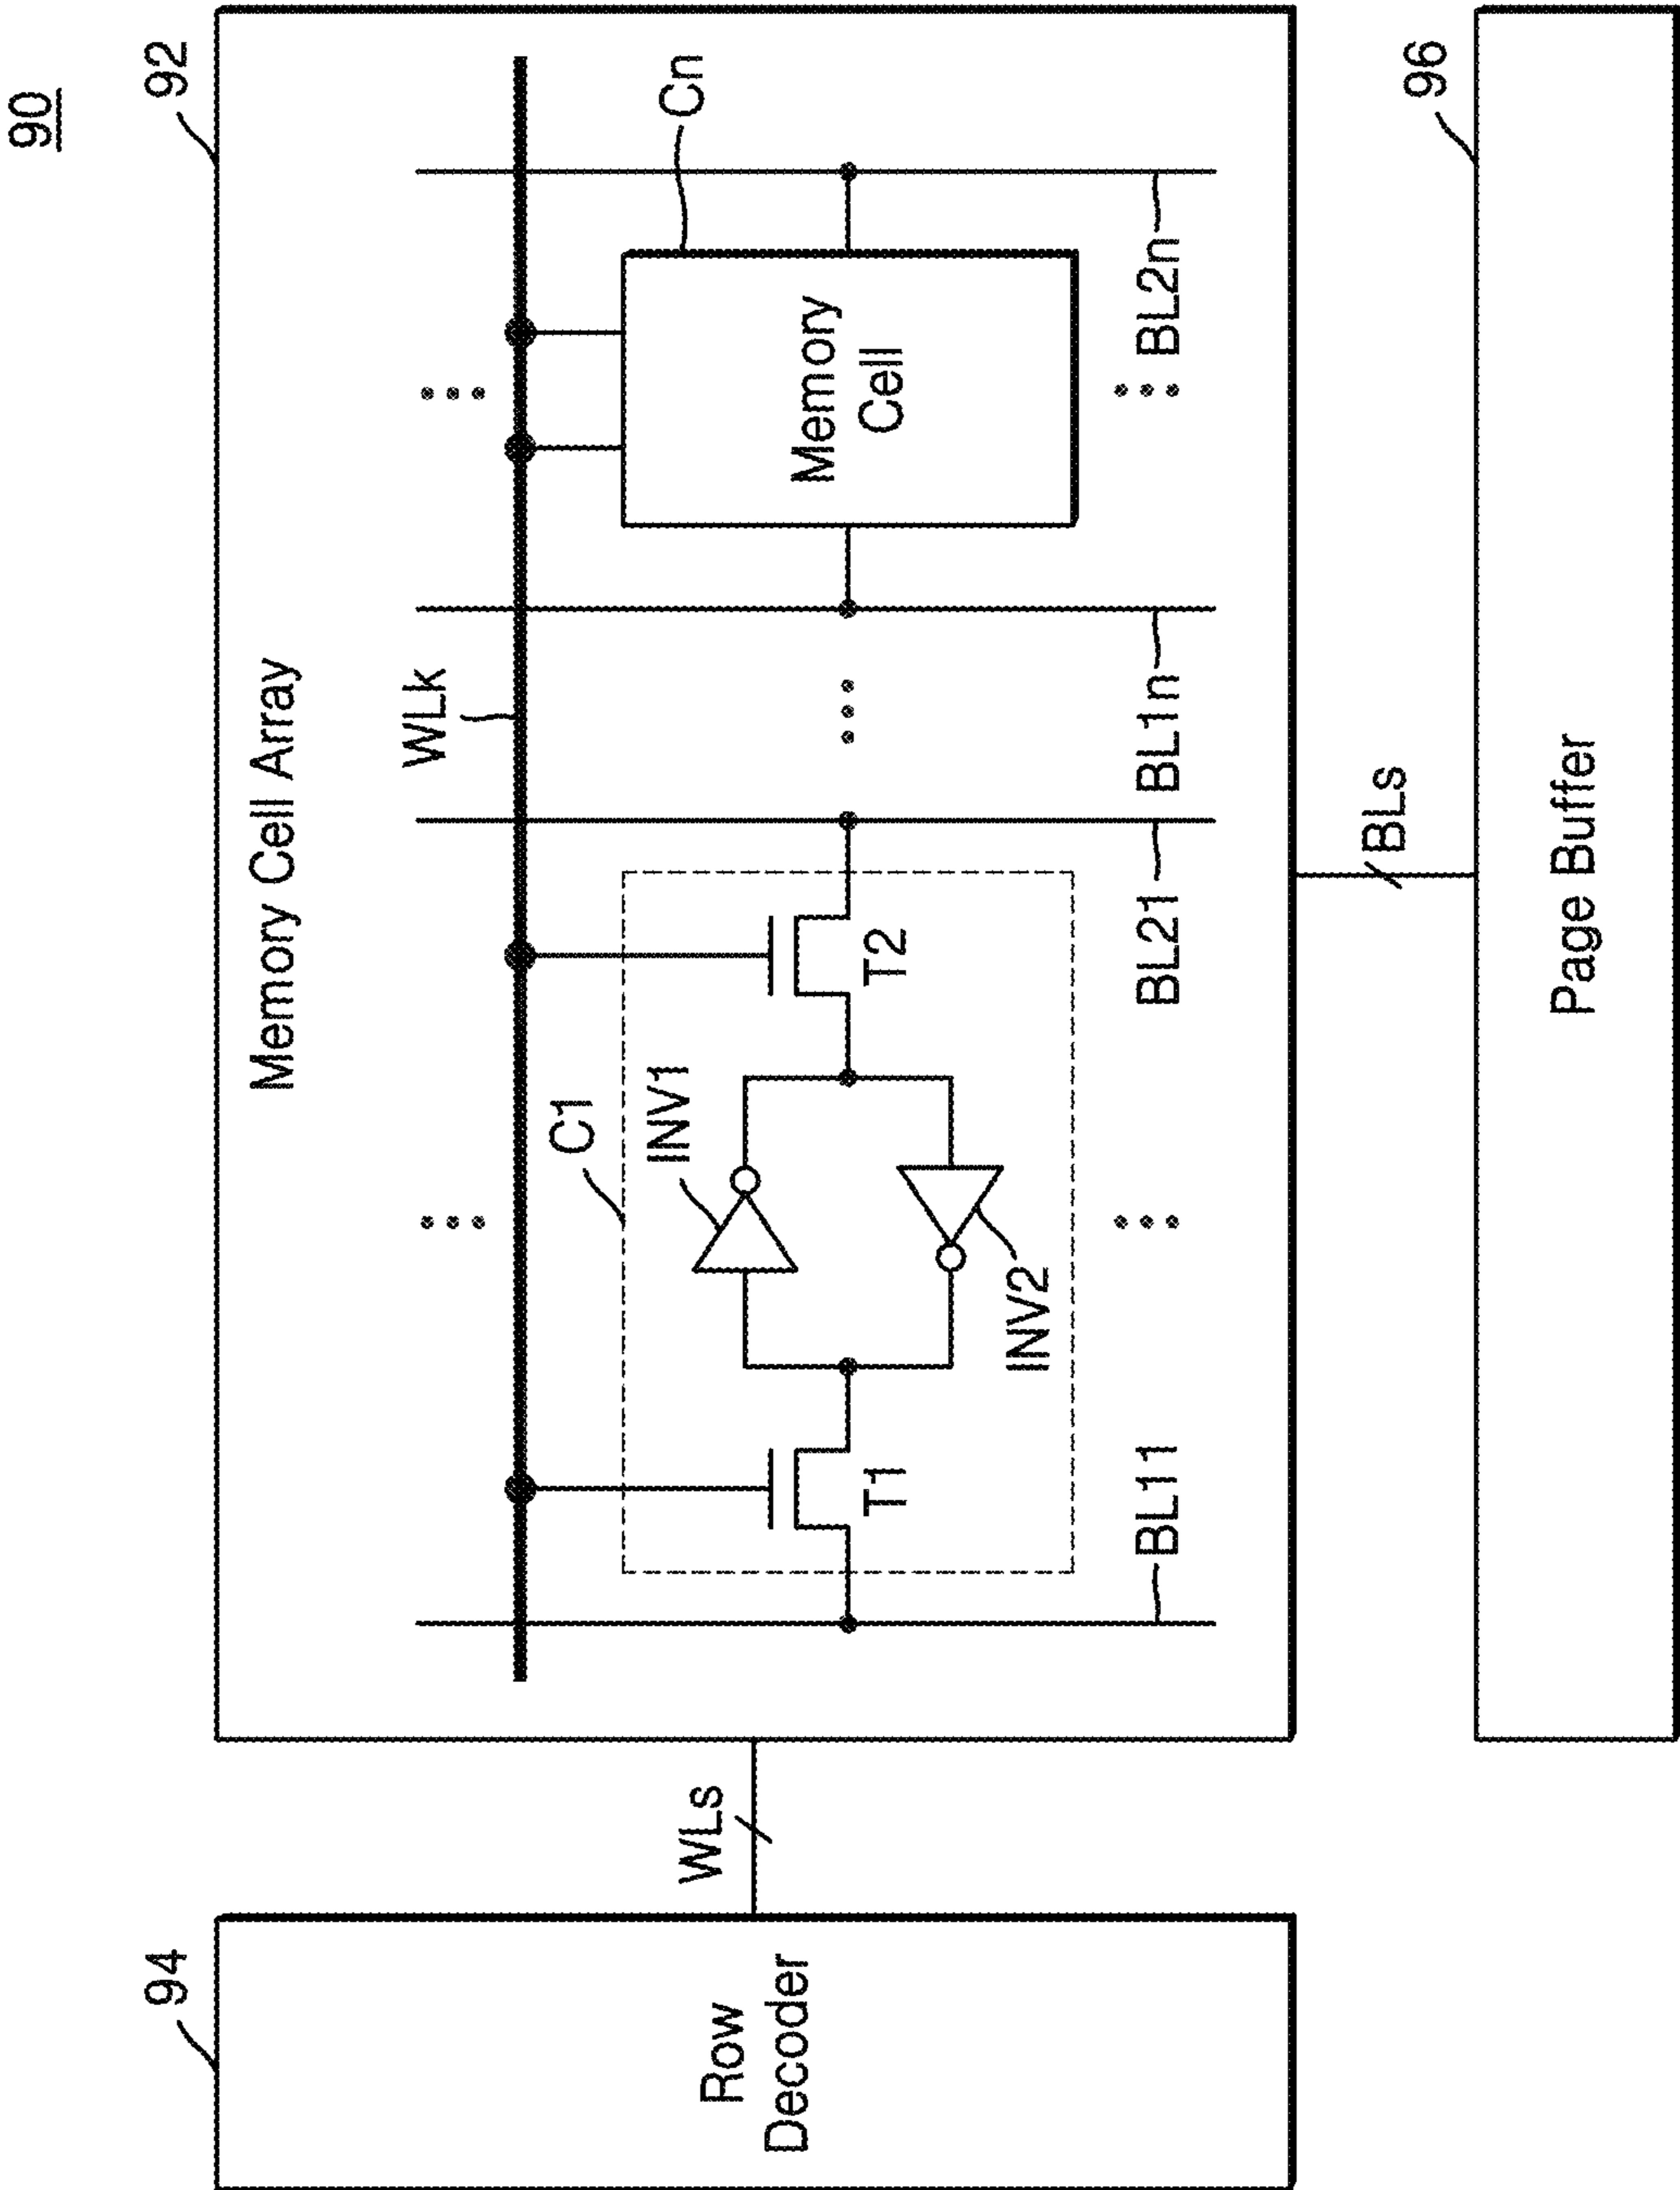 90
92
94
Memory Cell Array
WLk
C1
INV1
Cn
Row
Decoder
WLs
T1
T2
INV2
Memory
Cell
BL11
BL21
BL1n
BL2n
BLs
96
Page Buffer